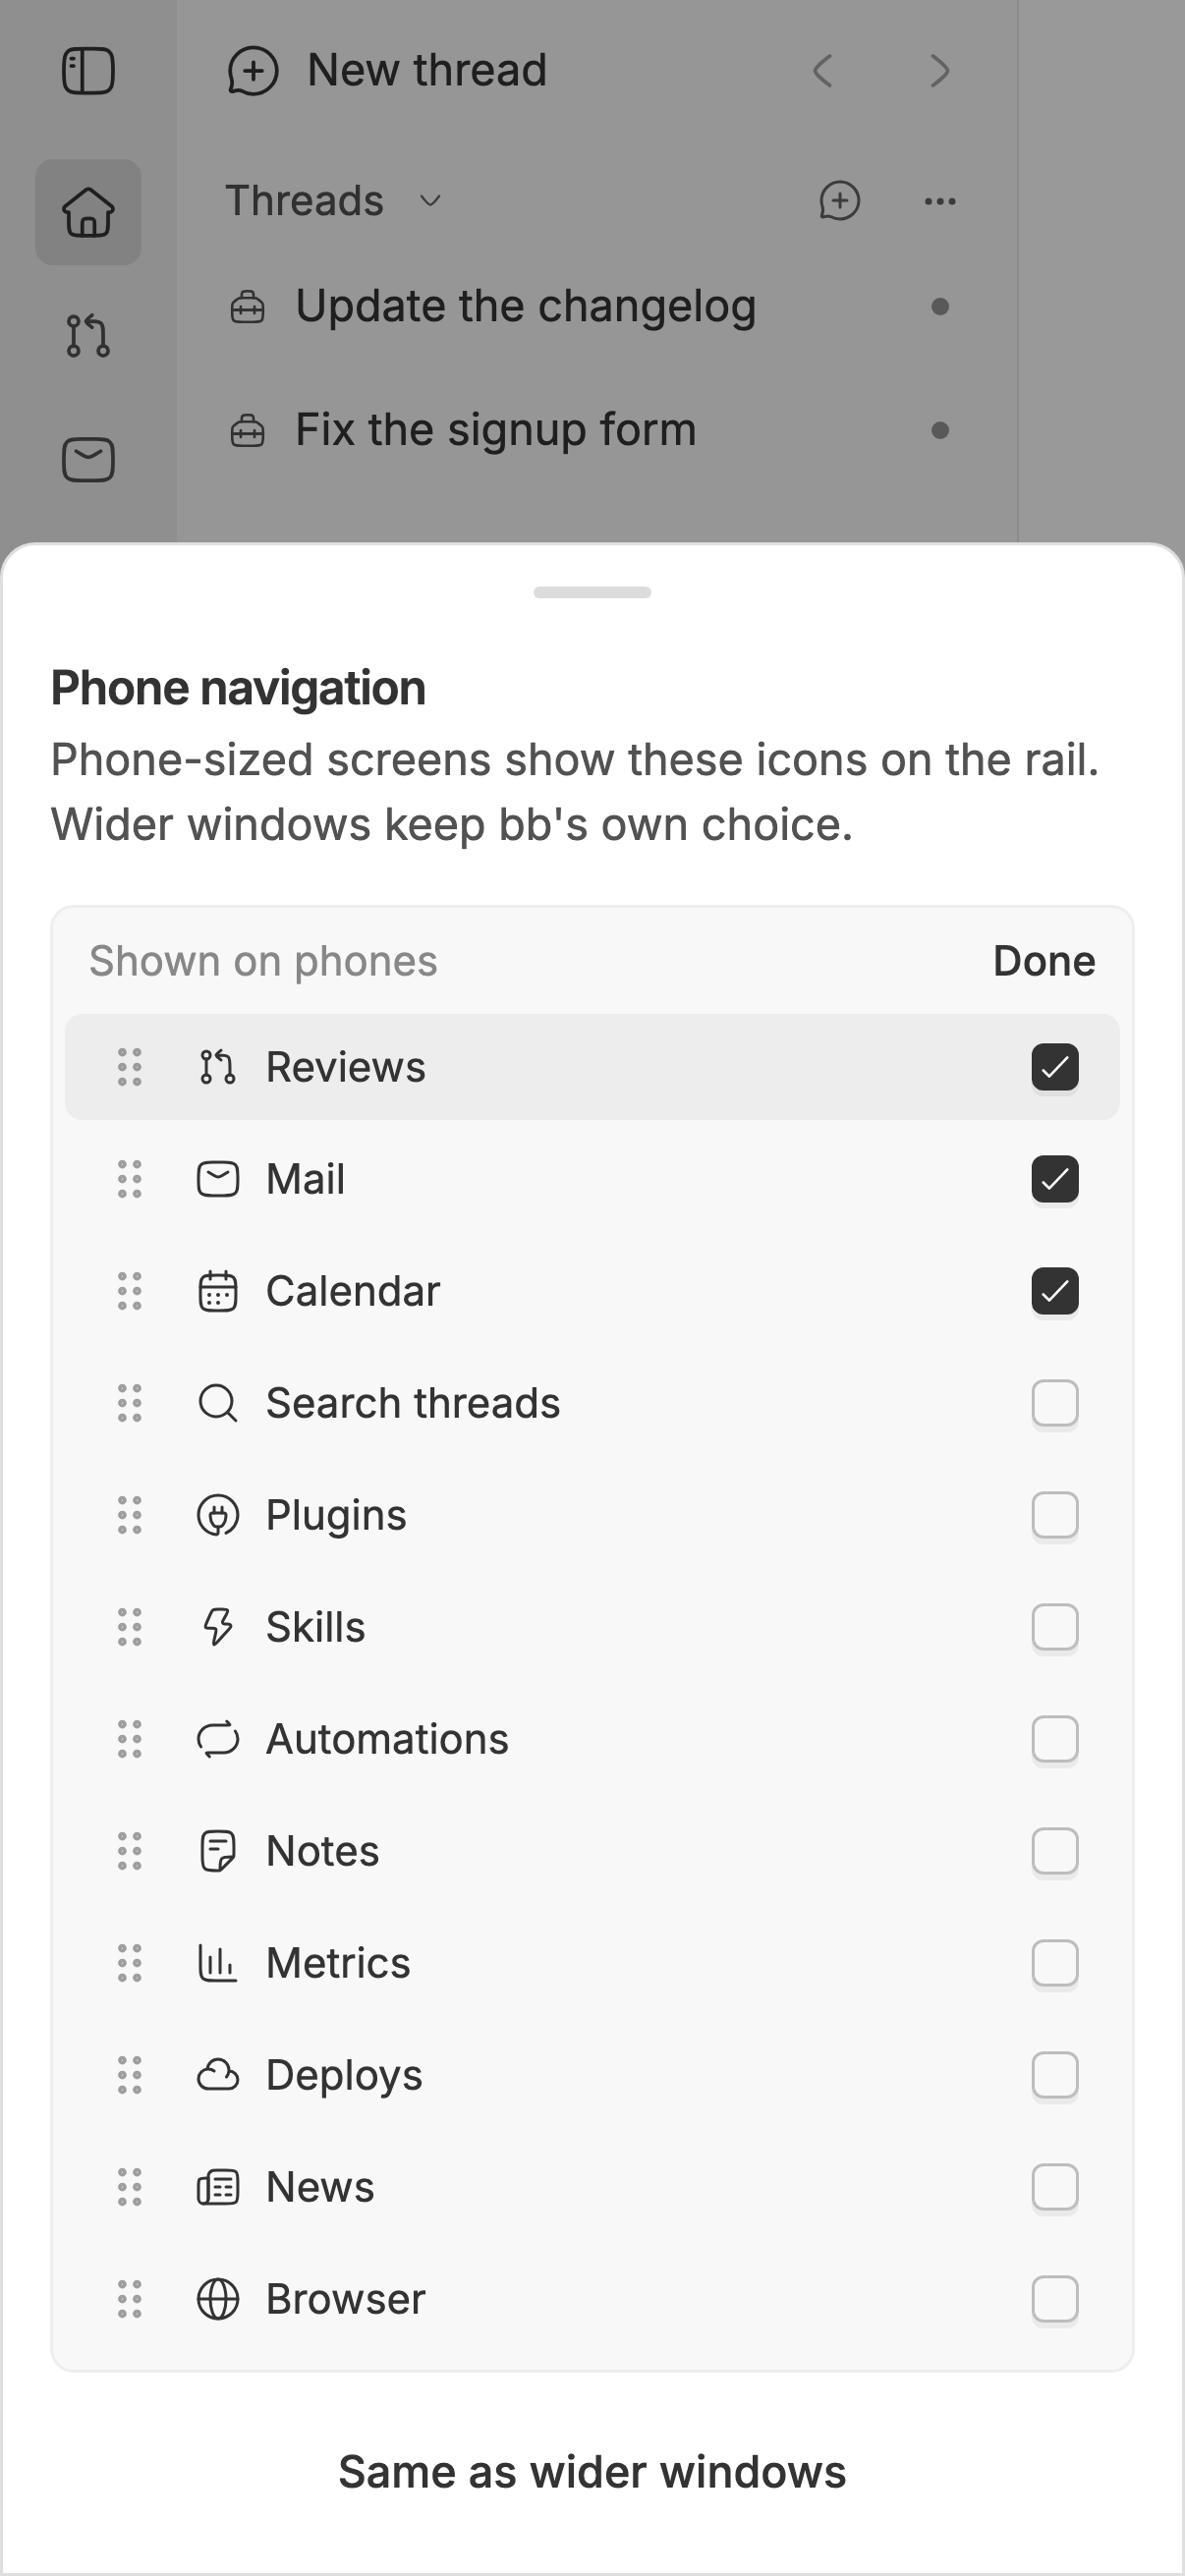 New thread
Threads
Update the changelog
Fix the signup form
Phone navigation
Phone-sized screens show these icons on the rail.
Wider windows keep bb's own choice.
Shown on phones Done
Reviews
Mail
Calendar
Search threads
Plugins
Skills
Automations
Notes
Metrics
Deploys
News
Browser
Same as wider windows